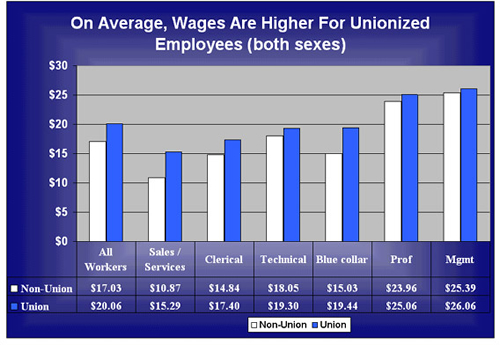 On Average, Wages Are Higher For Unionized
Employees (both sexes)
$30
$25
$20
$15
$10
$5
$0
All Workers Sales / Services Clerical Technical Blue collar Prof Mgmt
Non-Union $17.03 $10.87 $14.84 $18.05 $15.03 $23.96 $25.39
Union $20.06 $15.29 $17.40 $19.30 $19.44 $25.06 $26.06
Non-Union Union